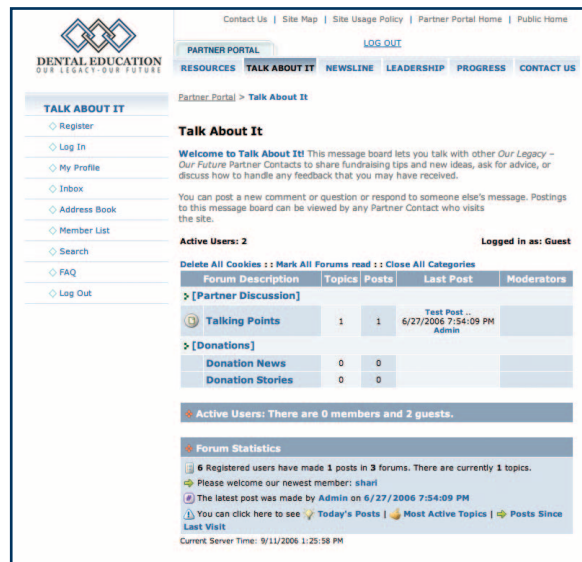 Contact Us | Site Map | Site Usage Policy | Partner Portal Home | Public Home
DENTAL EDUCATION
OUR LEGACY-OUR FUTURE
PARTNER PORTAL
LOG OUT
RESOURCES TALK ABOUT IT NEWSLINE LEADERSHIP PROGRESS CONTACT US
TALK ABOUT IT
Register
Log In
My Profile
Inbox
Address Book
Member List
Search
FAQ
Log Out
Partner Portal > Talk About It
Talk About It
Welcome to Talk About It! This message board lets you talk with other Our Legacy –
Our Future Partner Contacts to share fundraising tips and new ideas, ask for advice, or
discuss how to handle any feedback that you may have received.
You can post a new comment or question or respond to someone else's message. Postings
to this message board can be viewed by any Partner Contact who visits
the site.
Active Users: 2 Logged in as: Guest
Delete All Cookies : : Mark All Forums read : : Close All Categories
Forum Description Topics Posts Last Post Moderators
[Partner Discussion]
Talking Points 1 1 Test Post ..
6/27/2006 7:54:09 PM
Admin
[Donations]
Donation News 0 0
Donation Stories 0 0
Active Users: There are 0 members and 2 guests.
Forum Statistics
6 Registered users have made 1 posts in 3 forums. There are currently 1 topics.
Please welcome our newest member: shari
The latest post was made by Admin on 6/27/2006 7:54:09 PM
You can click here to see Today's Posts | Most Active Topics | Posts Since
Last Visit
Current Server Time: 9/11/2006 1:25:58 PM